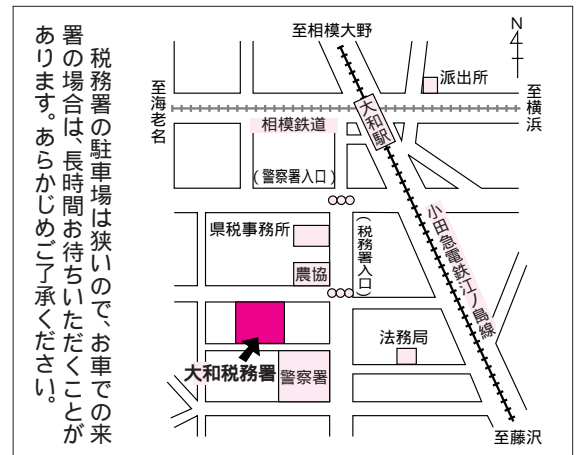 税務署の駐車場は狭いので、お車での来
署の場合は、長時間お待ちいただくことが
あります。あらかじめご了承ください。
至相模大野
N
派出所
至海老名
至横浜
相模鉄道
大和駅
(警察署入口)
小田急電鉄江ノ島線
県税事務所
(税務署入口)
農協
法務局
大和税務署
警察署
至藤沢